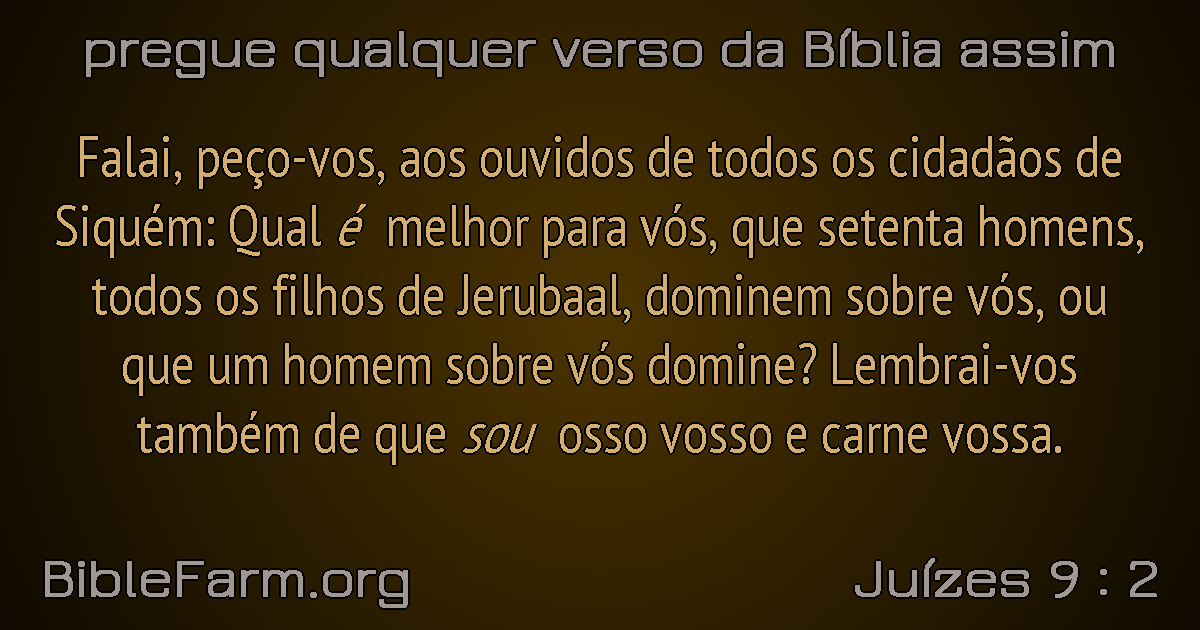 pregue qualquer verso da Bíblia assim
Falai, peço-vos, aos ouvidos de todos os cidadãos de
Siquém: Qual é melhor para vós, que setenta homens,
todos os filhos de Jerubaal, dominem sobre vós, ou
que um homem sobre vós domine? Lembrai-vos
também de que sou osso vosso e carne vossa.
BibleFarm.org
Juízes 9 : 2